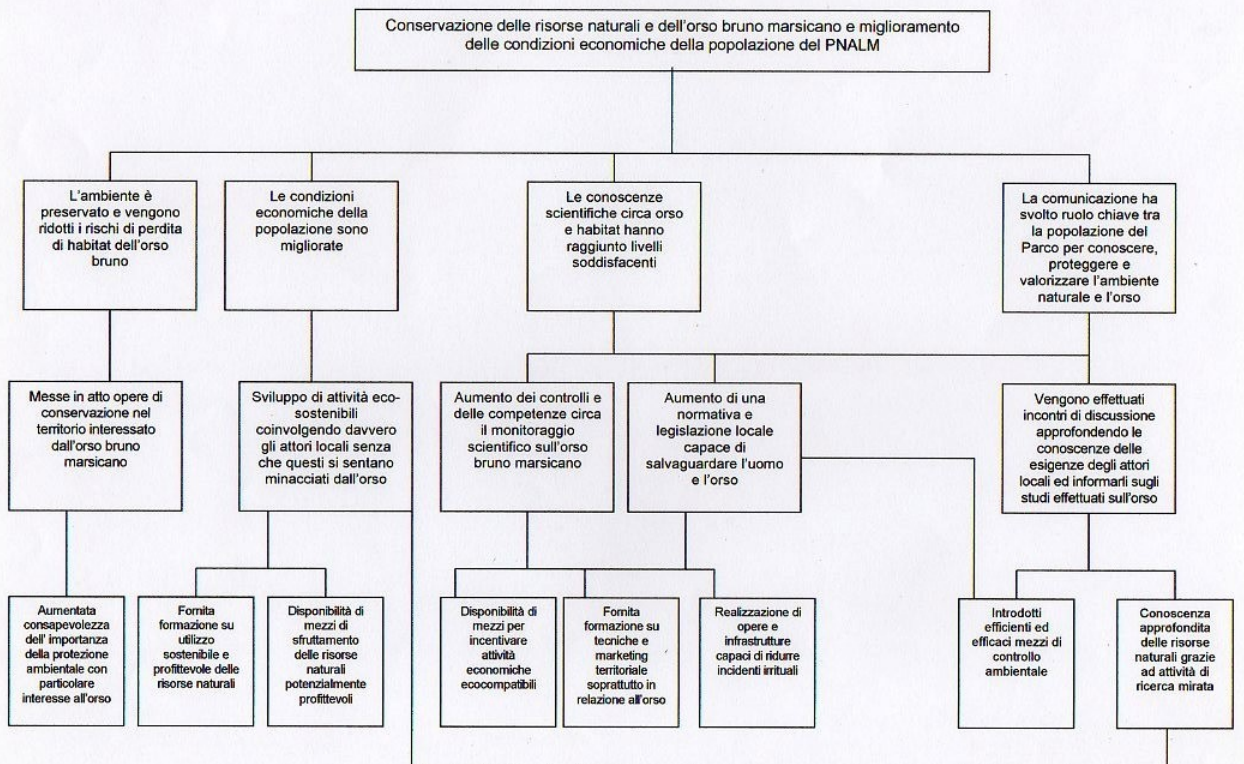 Conservazione delle risorse naturali e dell'orso bruno marsicano e miglioramento
delle condizioni economiche della popolazione del PNALM
L'ambiente è
preservato e vengono
ridotti i rischi di perdita
di habitat dell'orso
bruno
Le condizioni
economiche della
popolazione sono
migliorate
Le conoscenze
scientifiche circa orso
e habitat hanno
raggiunto livelli
soddisfacenti
La comunicazione ha
svolto ruolo chiave tra
la popolazione del
Parco per conoscere,
proteggere e
valorizzare l'ambiente
naturale e l'orso
Messe in atto opere di
conservazione nel
territorio interessato
dall'orso bruno
marsicano
Sviluppo di attività eco-
sostenibili
coinvolgendo davvero
gli attori locali senza
che questi si sentano
minacciati dall'orso
Aumento dei controlli e
delle competenze circa
il monitoraggio
scientifico sull'orso
bruno marsicano
Aumento di una
normativa e
legislazione locale
capace di
salvaguardare l'uomo
e l'orso
Vengono effettuati
incontri di discussione
approfondendo le
conoscenze delle
esigenze degli attori
locali ed informarli sugli
studi effettuati sull'orso
Aumentata
consapevolezza
dell' importanza
della protezione
ambientale con
particolare
interesse all'orso
Fornita
formazione su
utilizzo
sostenibile e
profittevole delle
risorse naturali
Disponibilità di
mezzi di
sfruttamento
delle risorse
naturali
potenzialmente
profittevoli
Disponibilità di
mezzi per
incentivare
attività
economiche
ecocompatibili
Fornita
formazione su
tecniche e
marketing
territoriale
soprattutto in
relazione all'orso
Realizzazione di
opere e
infrastrutture
capaci di ridurre
incidenti irrituali
Introdotti
efficienti ed
efficaci mezzi di
controllo
ambientale
Conoscenza
approfondita
delle risorse
naturali grazie
ad attività di
ricerca mirata